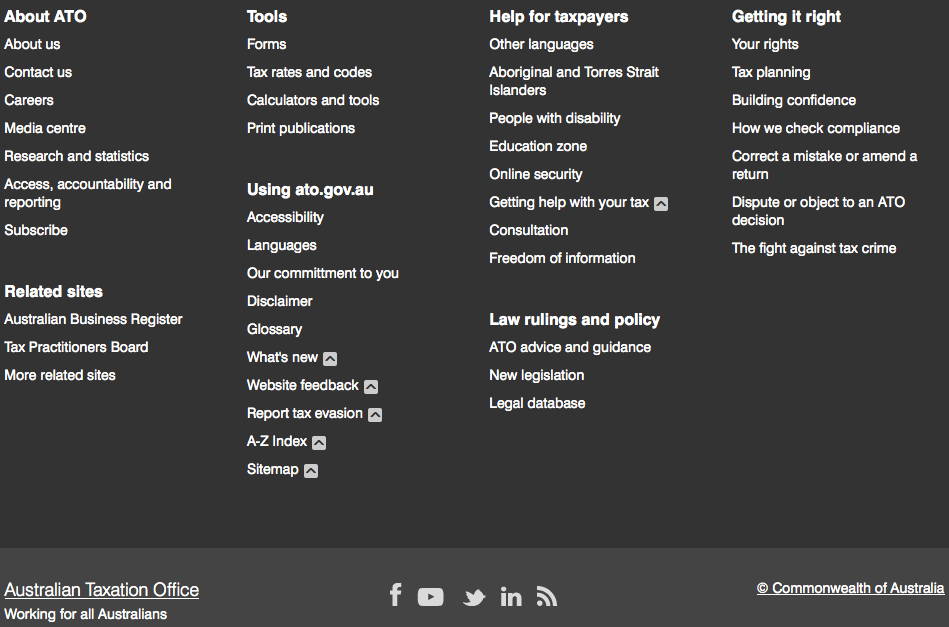 About ATO
About us
Contact us
Careers
Media centre
Research and statistics
Access, accountability and
reporting
Subscribe
Related sites
Australian Business Register
Tax Practitioners Board
More related sites
Tools
Forms
Tax rates and codes
Calculators and tools
Print publications
Using ato.gov.au
Accessibility
Languages
Our committment to you
Disclaimer
Glossary
What's new
Website feedback
Report tax evasion
A-Z Index
Sitemap
Help for taxpayers
Other languages
Aboriginal and Torres Strait
Islanders
People with disability
Education zone
Online security
Getting help with your tax
Consultation
Freedom of information
Law rulings and policy
ATO advice and guidance
New legislation
Legal database
Getting it right
Your rights
Tax planning
Building confidence
How we check compliance
Correct a mistake or amend a
return
Dispute or object to an ATO
decision
The fight against tax crime
Australian Taxation Office
Working for all Australians
f
in
© Commonwealth of Australia